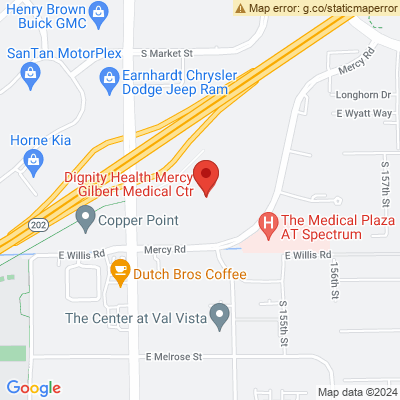 Map error: g.co/staticmaperror
Henry Brown
Buick GMC
SanTan MotorPlex
S Market St
Mercy Rd
Earnhardt Chrysler
Dodge Jeep Ram
Longhorn Dr
E Wyatt Way
Horne Kia
S 157th St
Dignity Health Mercy
Gilbert Medical Ctr
202
Copper Point
H
The Medical Plaza
AT Spectrum
E Willis Rd
Mercy Rd
E Willis Rd
Dutch Bros Coffee
156th St
S 155th St
The Center at Val Vista
E Melrose St
Google
Map data ©2024